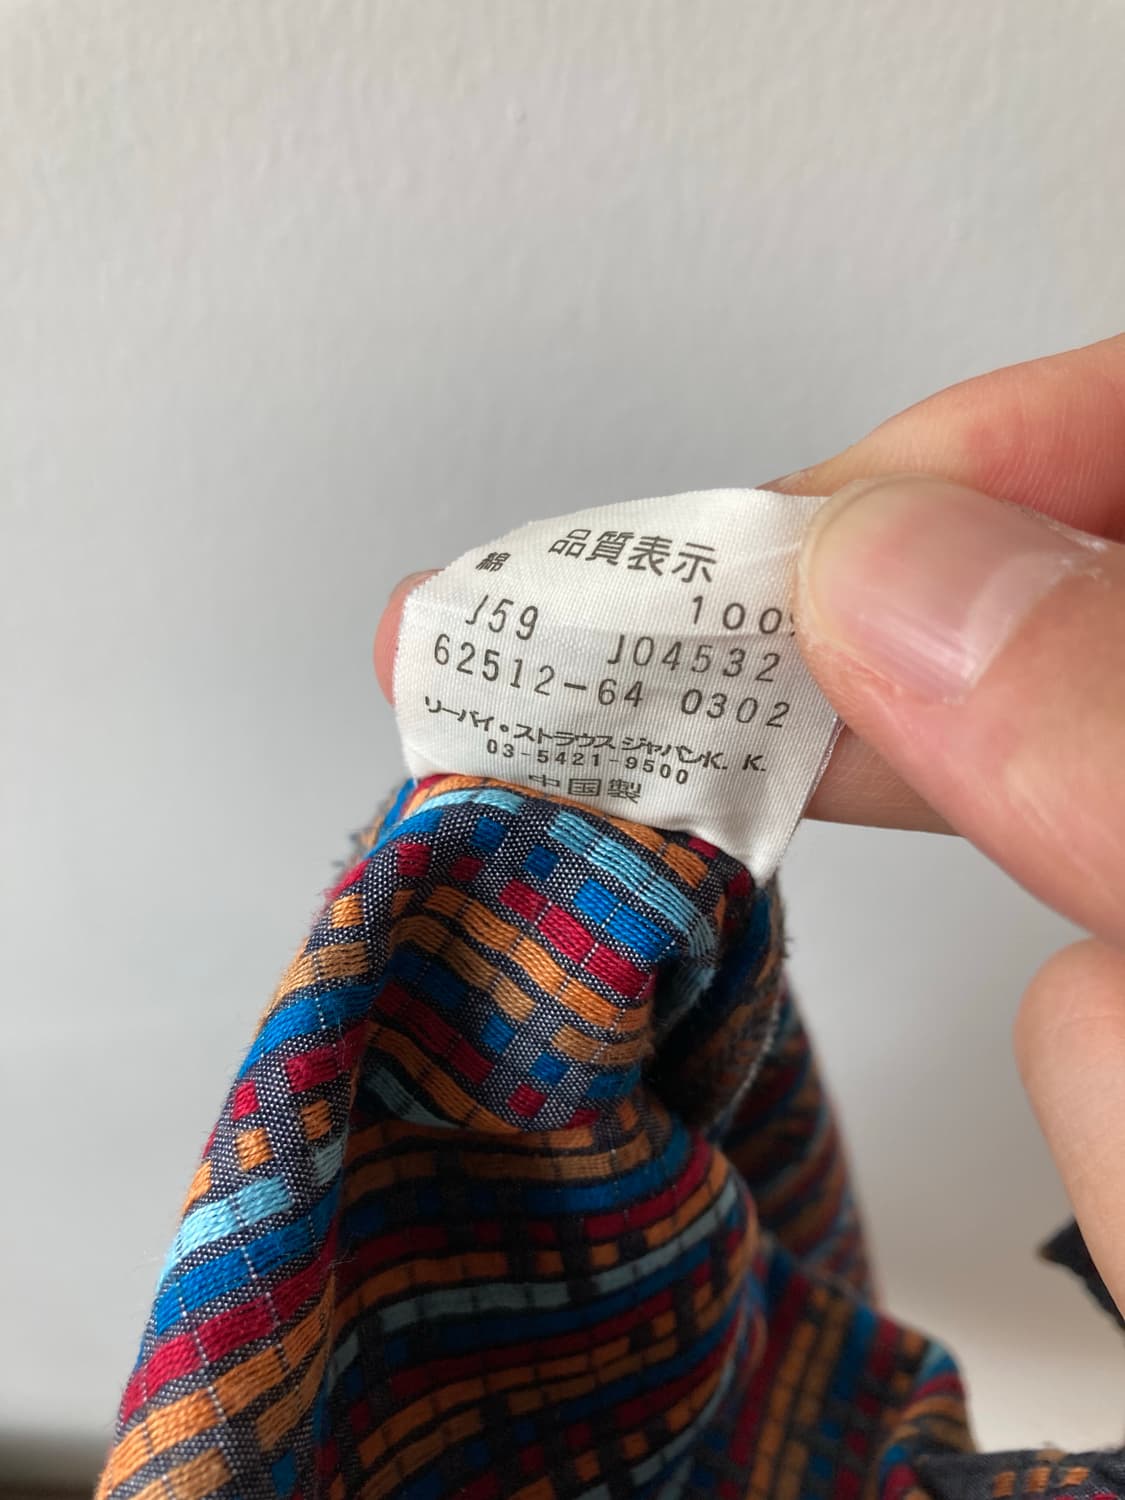 品質表示
綿 100%
J59 J04532
62512-64 0302
リーバイ・ストラウス ジャパンK. K.
03-5421-9500
中国製